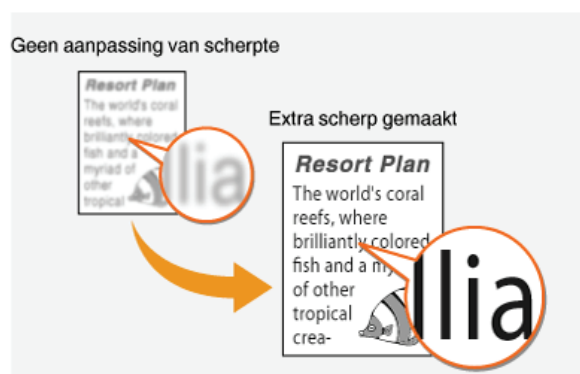 Geen aanpassing van scherpte
Resort Plan
The world's coral
reefs, where
brilliantly colored
fish and a
myriad of
other
tropical
llia
Extra scherp gemaakt
Resort Plan
The world's coral
reefs, where
brilliantly colored
fish and a my
of other
tropical
crea-
llia